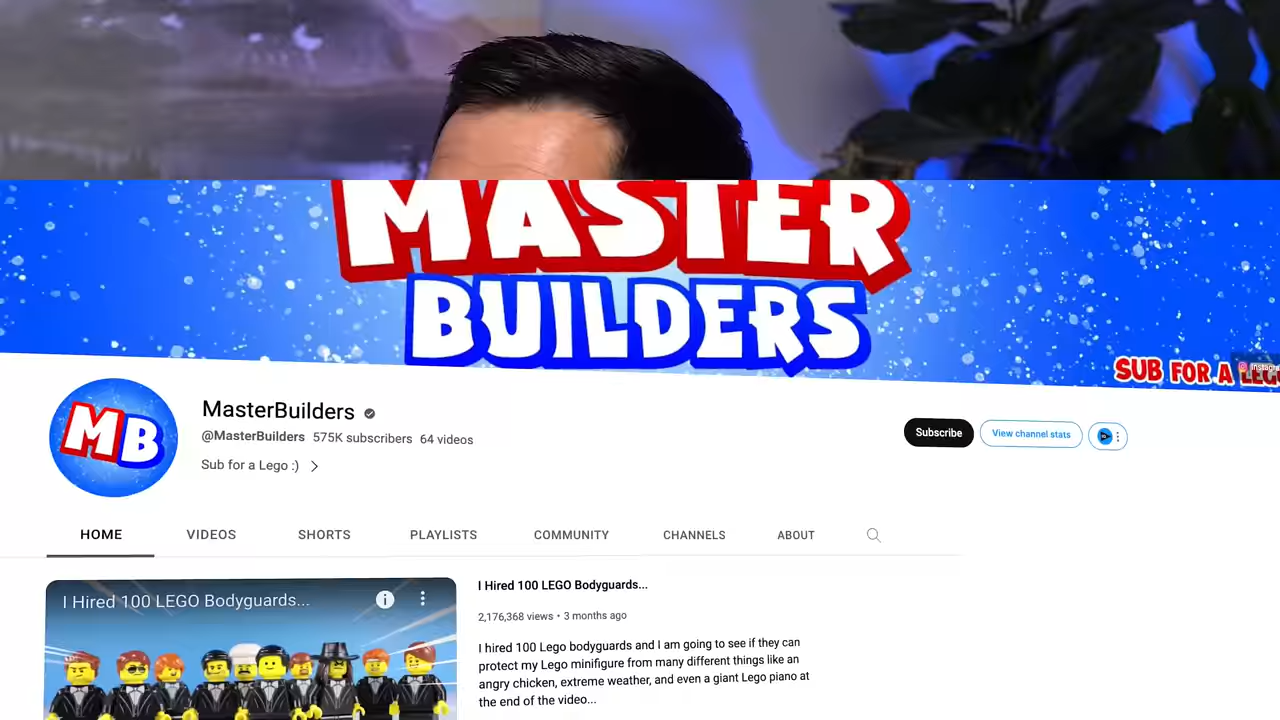 MASTER
BUILDERS
SUB FOR A LEGO
Instagra
MB
MasterBuilders
@MasterBuilders 575K subscribers 64 videos
Sub for a Lego :)
Subscribe
View channel stats
HOME VIDEOS SHORTS PLAYLISTS COMMUNITY CHANNELS ABOUT
I Hired 100 LEGO Bodyguards...
I Hired 100 LEGO Bodyguards...
2,176,368 views • 3 months ago
I hired 100 Lego bodyguards and I am going to see if they can
protect my Lego minifigure from many different things like an
angry chicken, extreme weather, and even a giant Lego piano at
the end of the video...